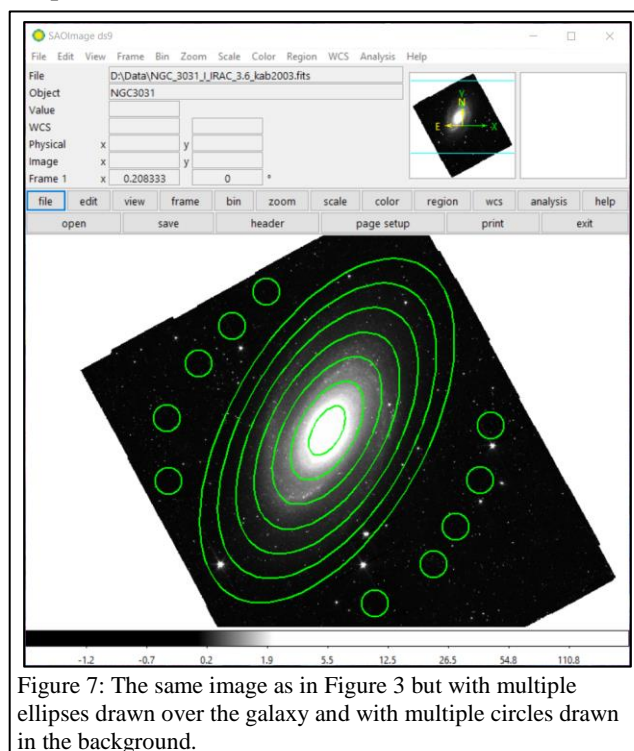 SAOImage ds9
File Edit View Frame Bin Zoom Scale Color Region WCS Analysis Help
File D:\Data\NGC_3031_I_IRAC_3.6_kab2003.fits
Object NGC3031
Value
WCS
Physical x y
Image x y
Frame 1 x 0.208333 0 °
Y
N
E X
file edit view frame bin zoom scale color region wcs analysis help
open save header page setup print exit
-1.2 -0.7 0.2 1.9 5.5 12.5 26.5 54.8 110.8
Figure 7: The same image as in Figure 3 but with multiple
ellipses drawn over the galaxy and with multiple circles drawn
in the background.